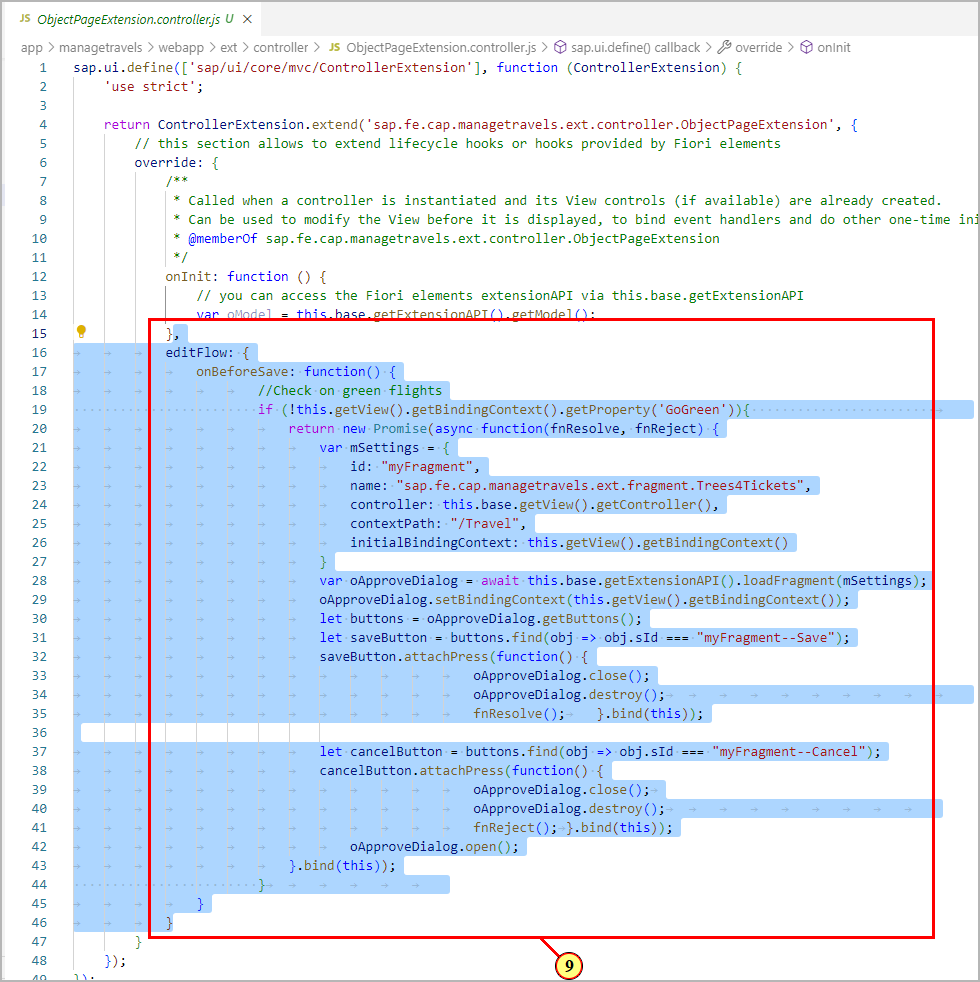 JS ObjectPageExtension.controller.js U ×
app > managetravels > webapp > ext > controller > JS ObjectPageExtension.controller.js > sap.ui.define() callback > override > onInit
1 sap.ui.define(['sap/ui/core/mvc/ControllerExtension'], function (ControllerExtension) {
2 'use strict';
3
4 return ControllerExtension.extend('sap.fe.cap.managetravels.ext.controller.ObjectPageExtension', {
5 // this section allows to extend lifecycle hooks or hooks provided by Fiori elements
6 override: {
7 /**
8 * Called when a controller is instantiated and its View controls (if available) are already created.
9 * Can be used to modify the View before it is displayed, to bind event handlers and do other one-time ini
10 * @memberOf sap.fe.cap.managetravels.ext.controller.ObjectPageExtension
11 */
12 onInit: function () {
13 // you can access the Fiori elements extensionAPI via this.base.getExtensionAPI
14 var oModel = this.base.getExtensionAPI().getModel();
15 },
16 editFlow: {
17 onBeforeSave: function() {
18 //Check on green flights
19 if (!this.getView().getBindingContext().getProperty('GoGreen')){
20 return new Promise(async function(fnResolve, fnReject) {
21 var mSettings = {
22 id: "myFragment",
23 name: "sap.fe.cap.managetravels.ext.fragment.Trees4Tickets",
24 controller: this.base.getView().getController(),
25 contextPath: "/Travel",
26 initialBindingContext: this.getView().getBindingContext()
27 }
28 var oApproveDialog = await this.base.getExtensionAPI().loadFragment(mSettings);
29 oApproveDialog.setBindingContext(this.getView().getBindingContext());
30 let buttons = oApproveDialog.getButtons();
31 let saveButton = buttons.find(obj => obj.sId === "myFragment--Save");
32 saveButton.attachPress(function() {
33 oApproveDialog.close();
34 oApproveDialog.destroy();
35 fnResolve(); }.bind(this));
36
37 let cancelButton = buttons.find(obj => obj.sId === "myFragment--Cancel");
38 cancelButton.attachPress(function() {
39 oApproveDialog.close();
40 oApproveDialog.destroy();
41 fnReject(); }.bind(this));
42 oApproveDialog.open();
43 }.bind(this));
44 }
45 }
46 }
47 }
48 });
49 });
9